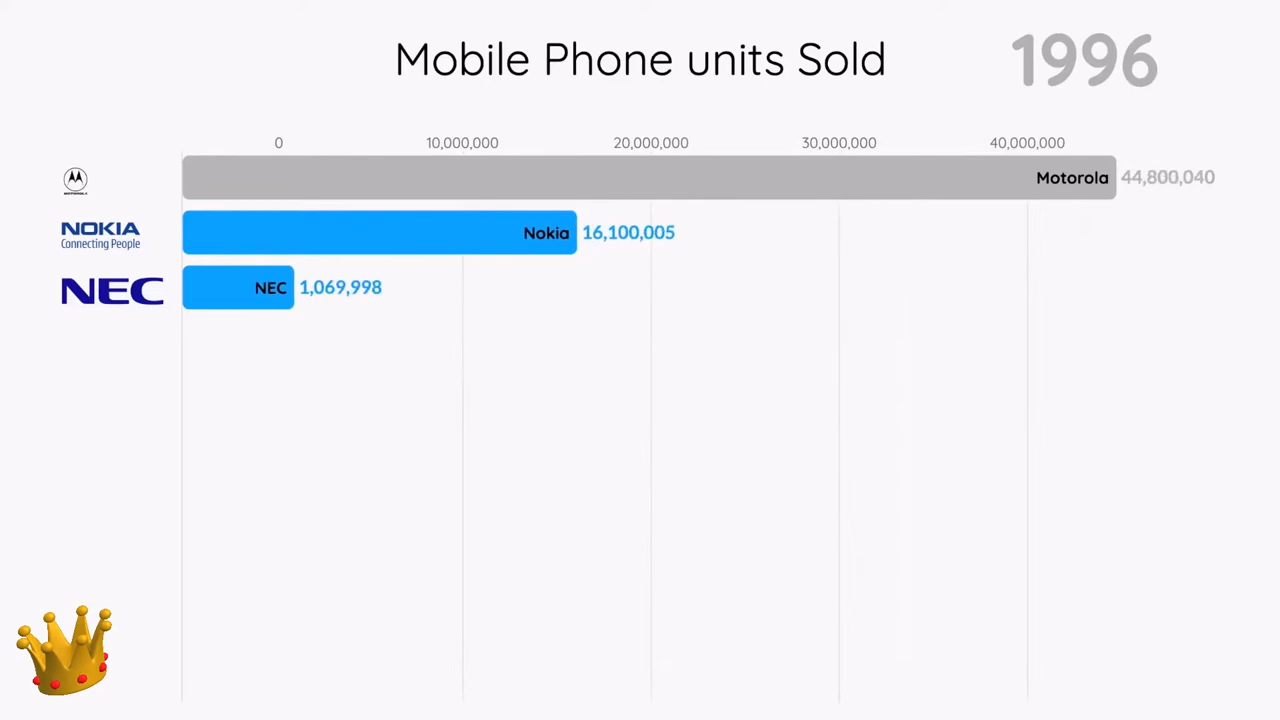 Mobile Phone units Sold
1996
0 10,000,000 20,000,000 30,000,000 40,000,000
MOTOROLA
Motorola 44,800,040
NOKIA
Connecting People
Nokia 16,100,005
NEC
NEC 1,069,998